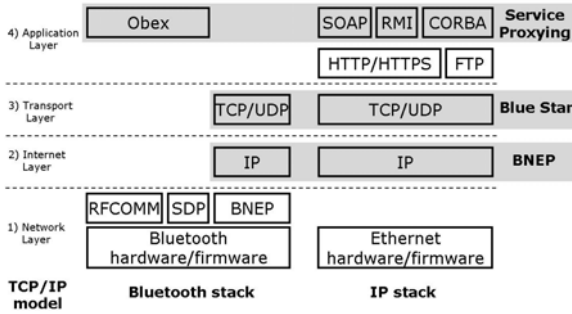 4) Application Layer
Obex
SOAP RMI CORBA
Service Proxying
HTTP/HTTPS FTP
3) Transport Layer
TCP/UDP
TCP/UDP
Blue Star
2) Internet Layer
IP
IP
BNEP
1) Network Layer
RFCOMM SDP BNEP
Bluetooth hardware/firmware
Ethernet hardware/firmware
TCP/IP model
Bluetooth stack
IP stack